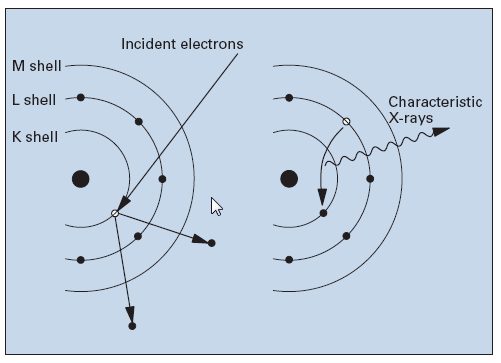 Incident electrons
M shell
L shell
K shell
Characteristic
X-rays